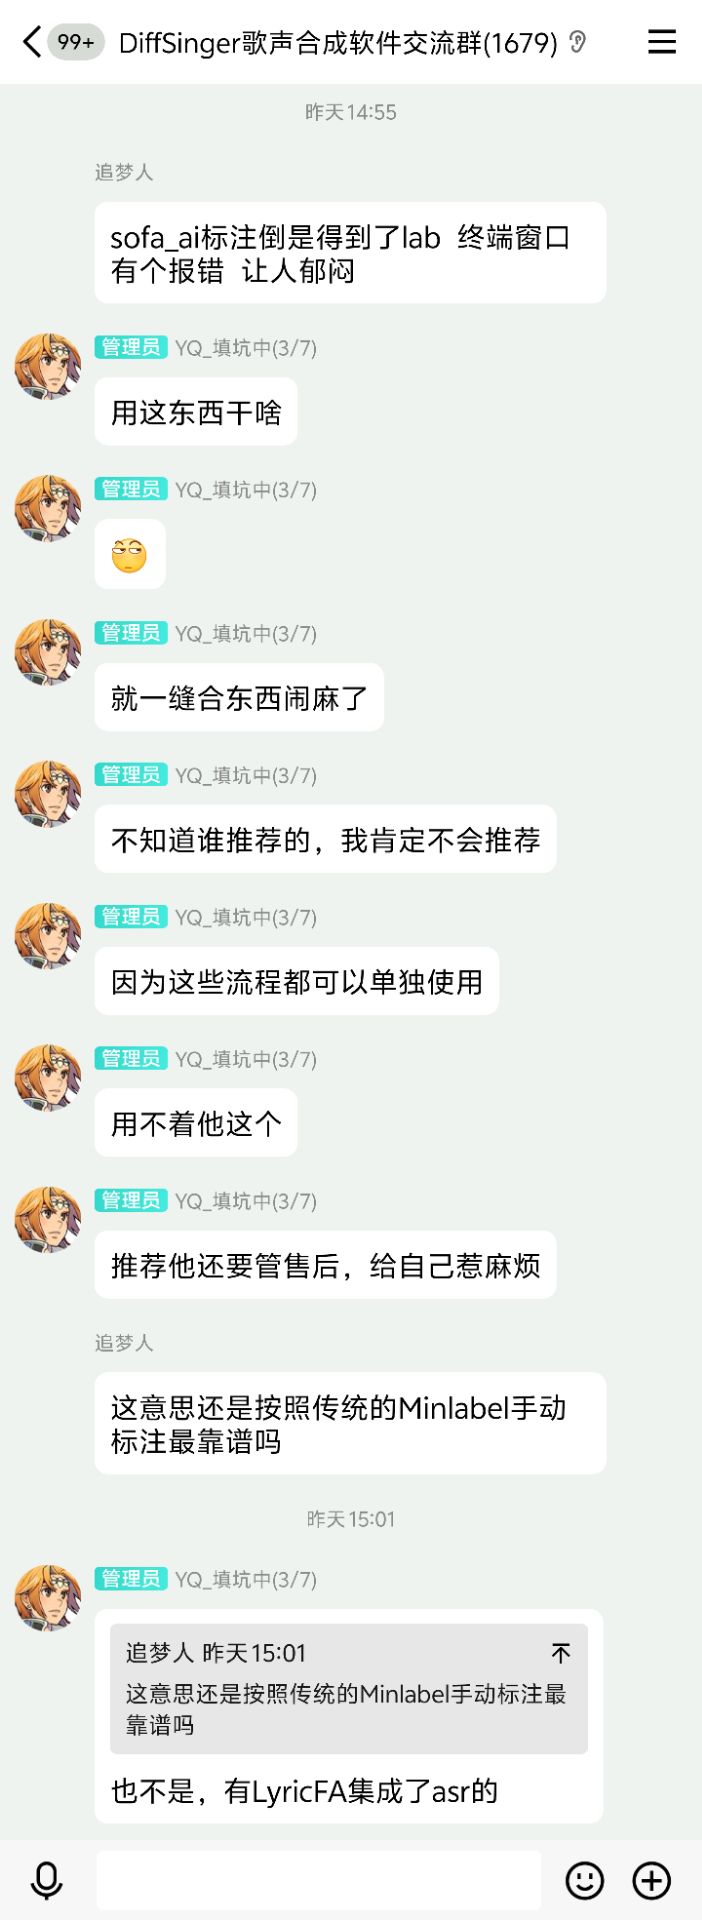 99+
DiffSinger歌声合成软件交流群(1679)
昨天14:55
追梦人
sofa_ai标注倒是得到了lab  终端窗口
有个报错  让人郁闷
管理员 YQ_填坑中(3/7)
用这东西干啥
管理员 YQ_填坑中(3/7)
管理员 YQ_填坑中(3/7)
就一缝合东西闹麻了
管理员 YQ_填坑中(3/7)
不知道谁推荐的，我肯定不会推荐
管理员 YQ_填坑中(3/7)
因为这些流程都可以单独使用
管理员 YQ_填坑中(3/7)
用不着他这个
管理员 YQ_填坑中(3/7)
推荐他还要管售后，给自己惹麻烦
追梦人
这意思还是按照传统的Minlabel手动
标注最靠谱吗
昨天15:01
管理员 YQ_填坑中(3/7)
追梦人 昨天15:01
这意思还是按照传统的Minlabel手动标注最
靠谱吗
也不是，有LyricFA集成了asr的